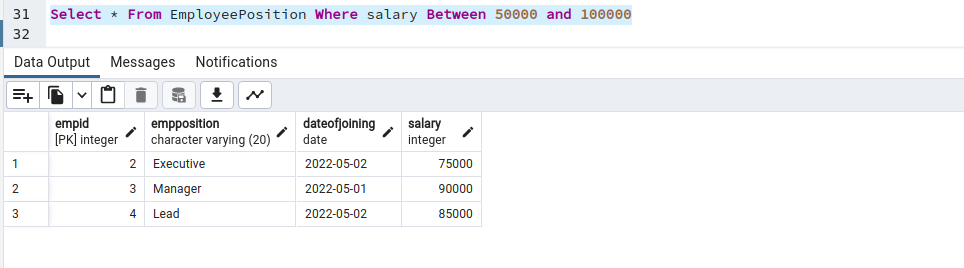 31 Select * From EmployeePosition Where salary Between 50000 and 100000
32
Data Output Messages Notifications
empid empposition dateofjoining salary
[PK] integer character varying (20) date integer
1 2 Executive 2022-05-02 75000
2 3 Manager 2022-05-01 90000
3 4 Lead 2022-05-02 85000